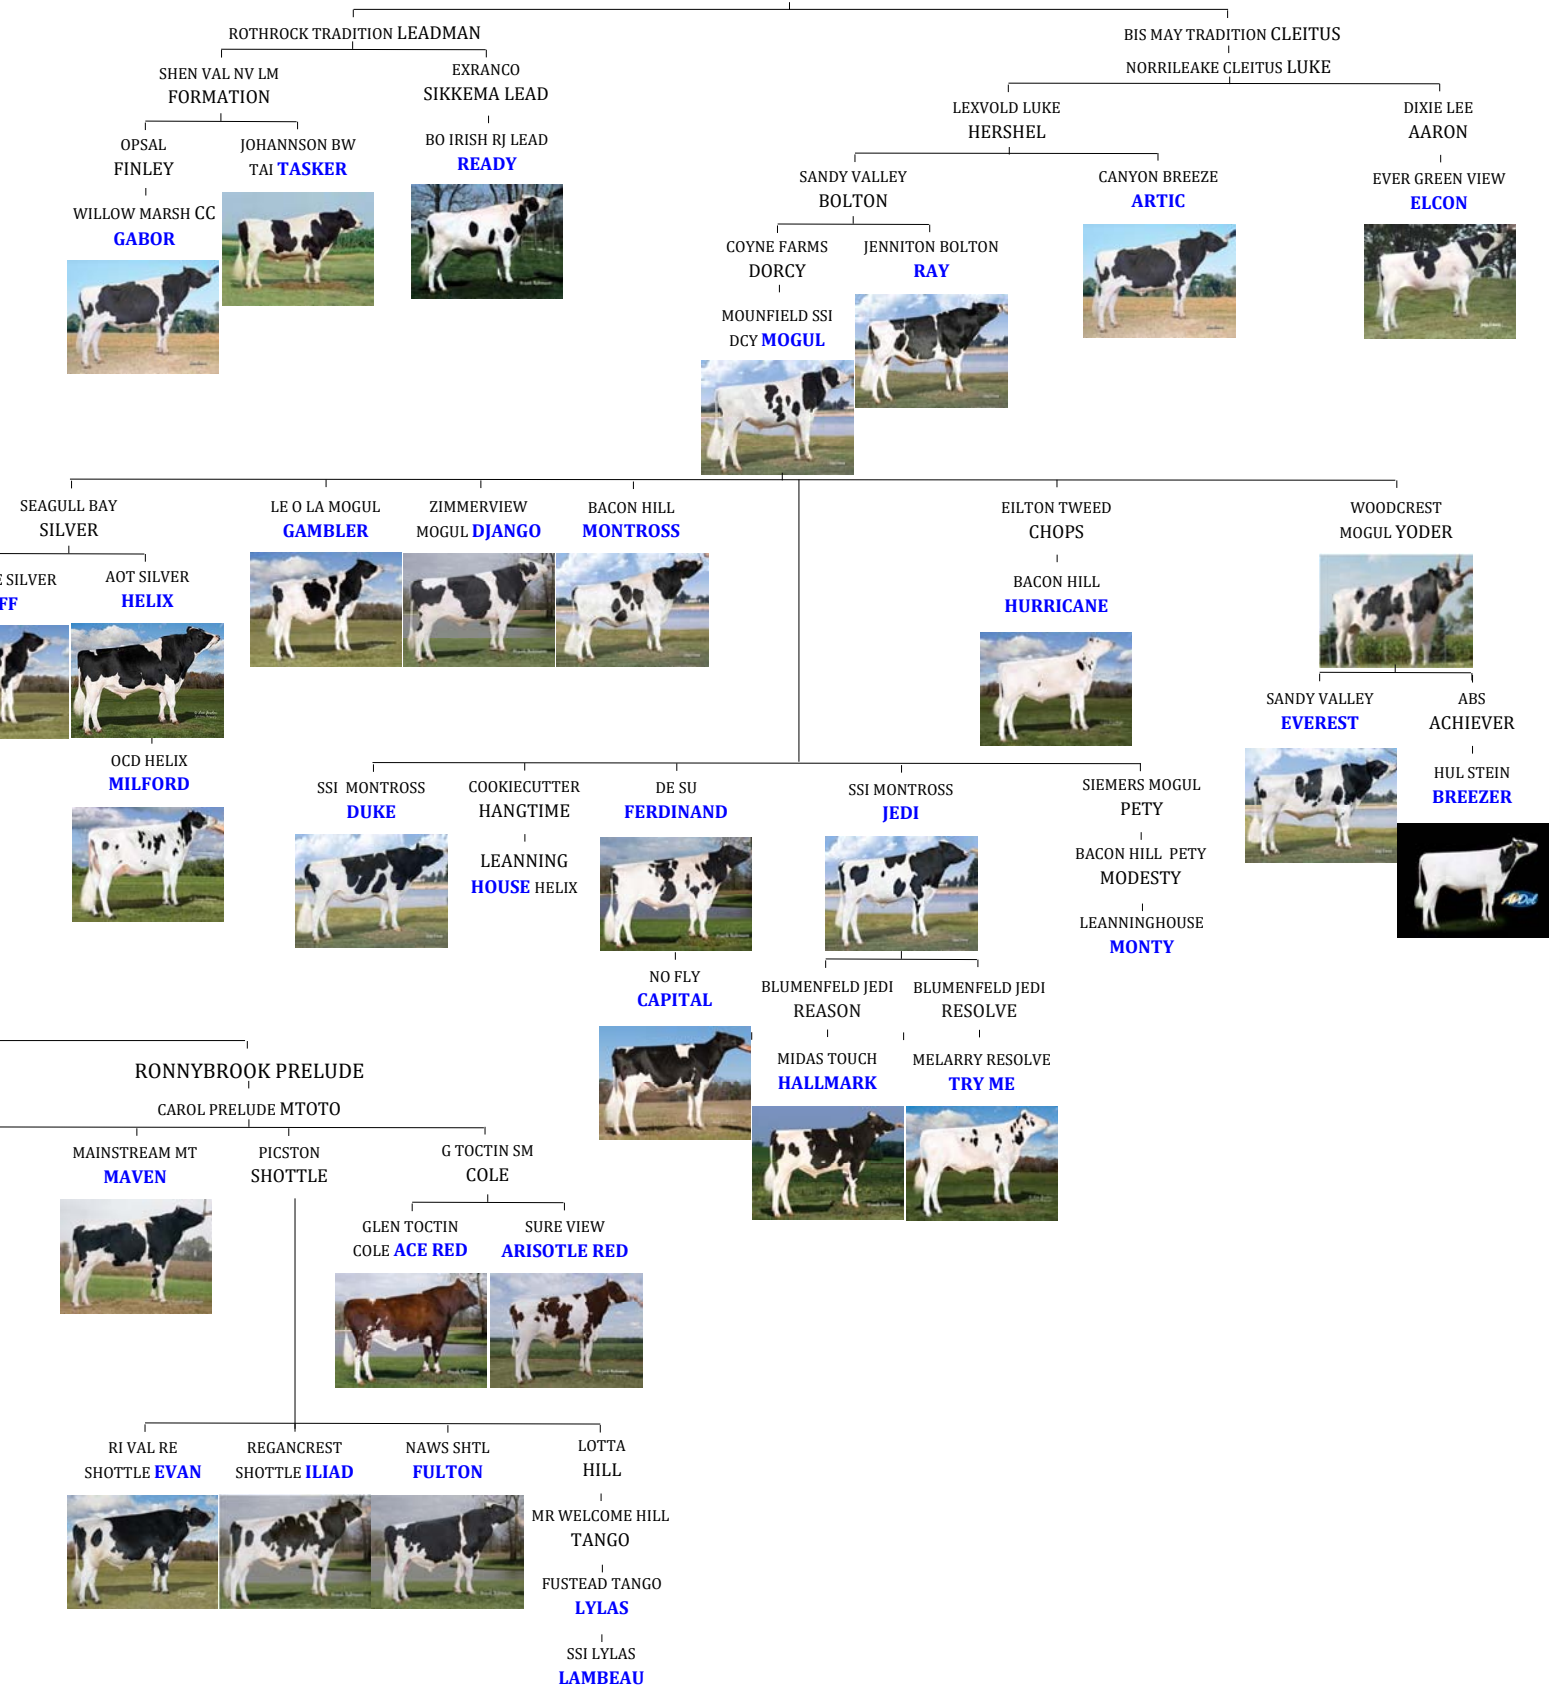 ROTHROCK TRADITION LEADMAN
BIS MAY TRADITION CLEITUS
SHEN VAL NV LM
FORMATION
EXRANCO
SIKKEMA LEAD
NORRILEAKE CLEITUS LUKE
LEXVOLD LUKE
HERSHEL
DIXIE LEE
AARON
OPSAL
FINLEY
JOHANNSON BW
TAI TASKER
BO IRISH RJ LEAD
READY
SANDY VALLEY
BOLTON
CANYON BREEZE
ARTIC
EVER GREEN VIEW
ELCON
WILLOW MARSH CC
GABOR
COYNE FARMS
DORCY
JENNITON BOLTON
RAY
MOUNFIELD SSI
DCY MOGUL
SEAGULL BAY
SILVER
LE O LA MOGUL
GAMBLER
ZIMMERVIEW
MOGUL DJANGO
BACON HILL
MONTROSS
EILTON TWEED
CHOPS
WOODCREST
MOGUL YODER
E SILVER
FF
AOT SILVER
HELIX
BACON HILL
HURRICANE
SANDY VALLEY
EVEREST
ABS
ACHIEVER
OCD HELIX
MILFORD
SSI MONTROSS
DUKE
COOKIECUTTER
HANGTIME
DE SU
FERDINAND
SSI MONTROSS
JEDI
SIEMERS MOGUL
PETY
HUL STEIN
BREEZER
LEANNING
HOUSE HELIX
BACON HILL PETY
MODESTY
LEANNINGHOUSE
MONTY
NO FLY
CAPITAL
BLUMENFELD JEDI
REASON
BLUMENFELD JEDI
RESOLVE
MIDAS TOUCH
HALLMARK
MELARRY RESOLVE
TRY ME
RONNYBROOK PRELUDE
CAROL PRELUDE MTOTO
MAINSTREAM MT
MAVEN
PICSTON
SHOTTLE
G TOCTIN SM
COLE
GLEN TOCTIN
COLE ACE RED
SURE VIEW
ARISOTLE RED
RI VAL RE
SHOTTLE EVAN
REGANCREST
SHOTTLE ILIAD
NAWS SHTL
FULTON
LOTTA
HILL
MR WELCOME HILL
TANGO
FUSTEAD TANGO
LYLAS
SSI LYLAS
LAMBEAU